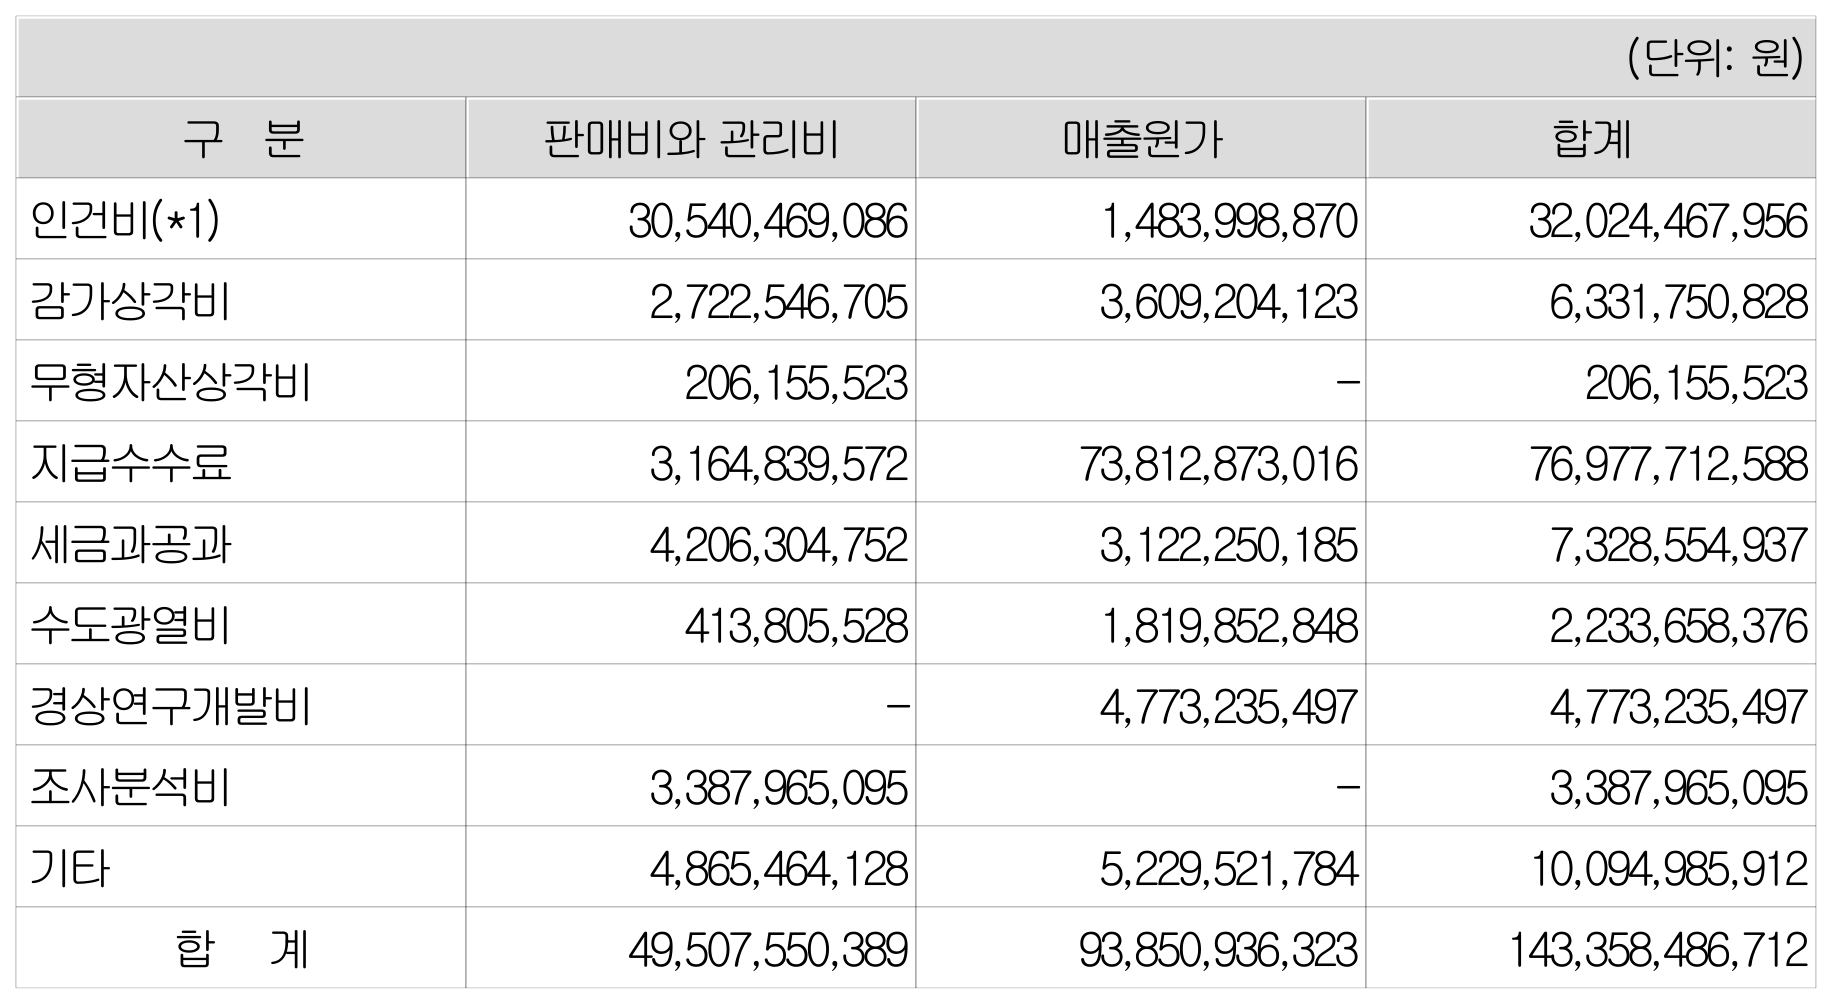 (단위: 원)
구 분 판매비와 관리비 매출원가 합계
인건비(*1) 30,540,469,086 1,483,998,870 32,024,467,956
감가상각비 2,722,546,705 3,609,204,123 6,331,750,828
무형자산상각비 206,155,523 - 206,155,523
지급수수료 3,164,839,572 73,812,873,016 76,977,712,588
세금과공과 4,206,304,752 3,122,250,185 7,328,554,937
수도광열비 413,805,528 1,819,852,848 2,233,658,376
경상연구개발비 - 4,773,235,497 4,773,235,497
조사분석비 3,387,965,095 - 3,387,965,095
기타 4,865,464,128 5,229,521,784 10,094,985,912
합 계 49,507,550,389 93,850,936,323 143,358,486,712